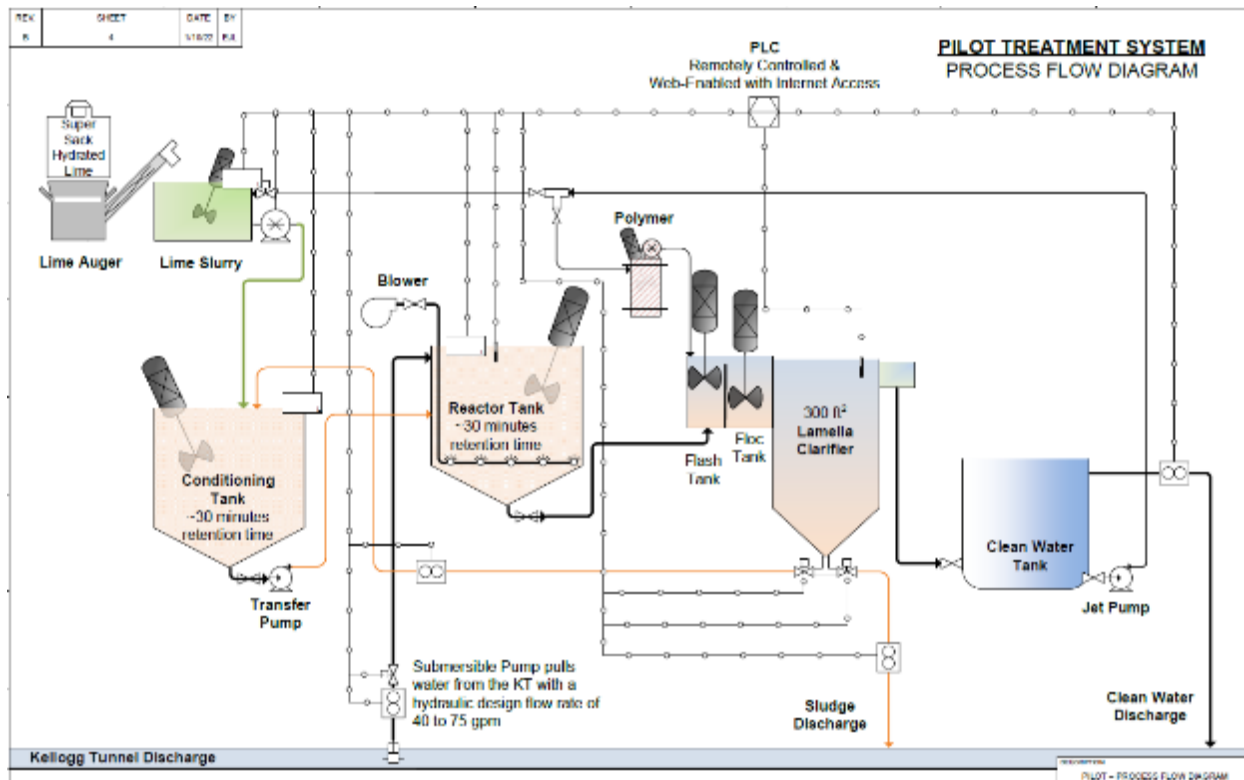 REV. SHEET DATE BY
B 4 1/18/22
PILOT TREATMENT SYSTEM
PROCESS FLOW DIAGRAM
PLC
Remotely Controlled &
Web-Enabled with Internet Access
Super
Sack
Hydrated
Lime
Lime Auger
Lime Slurry
Polymer
Blower
Reactor Tank
~30 minutes
retention time
Conditioning
Tank
~30 minutes
retention time
Flash
Tank
Floc
Tank
300 ft²
Lamella
Clarifier
Clean Water
Tank
Transfer
Pump
Jet Pump
Submersible Pump pulls
water from the KT with a
hydraulic design flow rate of
40 to 75 gpm
Sludge
Discharge
Clean Water
Discharge
Kellogg Tunnel Discharge
PILOT - PROCESS FLOW DIAGRAM